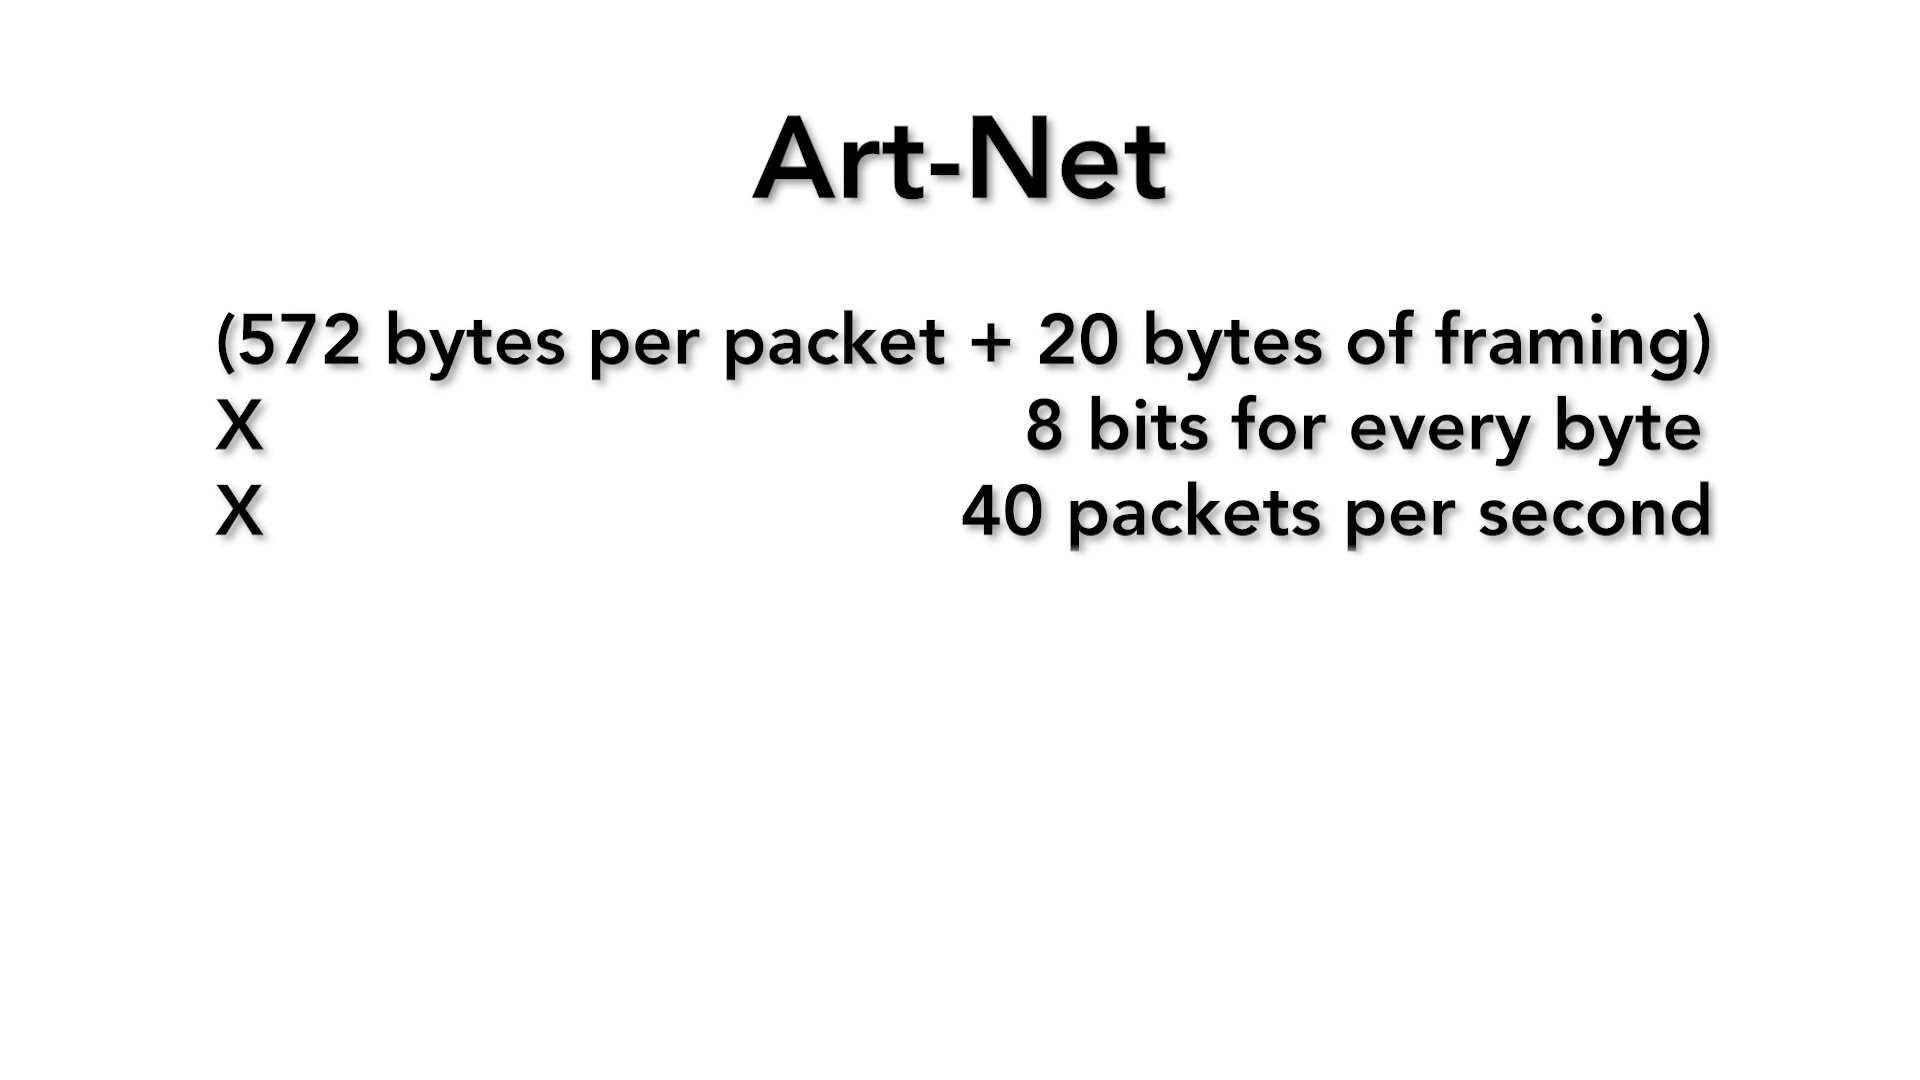 Art-Net
(572 bytes per packet + 20 bytes of framing)
X 8 bits for every byte
X 40 packets per second